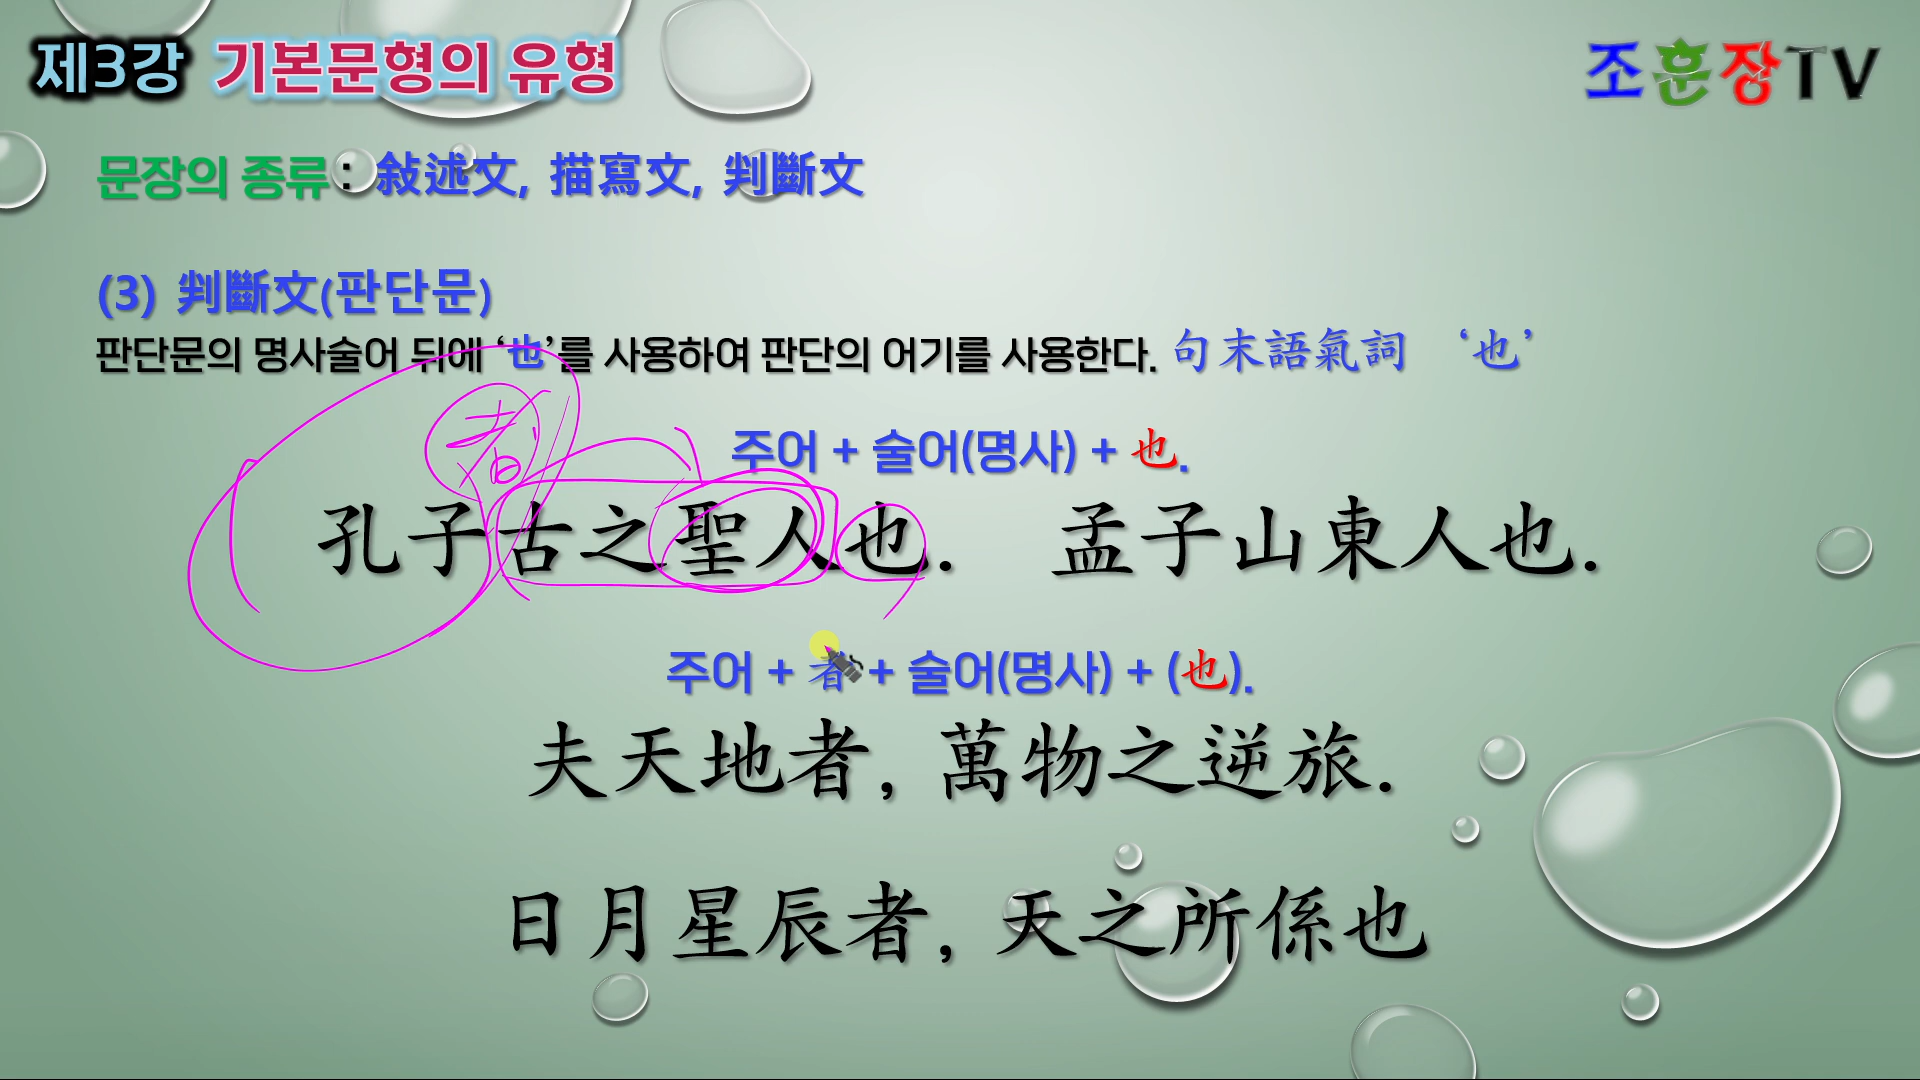 제3강 기본문형의 유형
조훈장TV
문장의 종류 : 敍述文, 描寫文, 判斷文
(3) 判斷文(판단문)
판단문의 명사술어 뒤에 ‘也’를 사용하여 판단의 어기를 사용한다. 句末語氣詞 ‘也’
者
주어 + 술어(명사) + 也.
孔子古之聖人也. 孟子山東人也.
주어 + 者 + 술어(명사) + (也).
夫天地者, 萬物之逆旅.
日月星辰者, 天之所係也